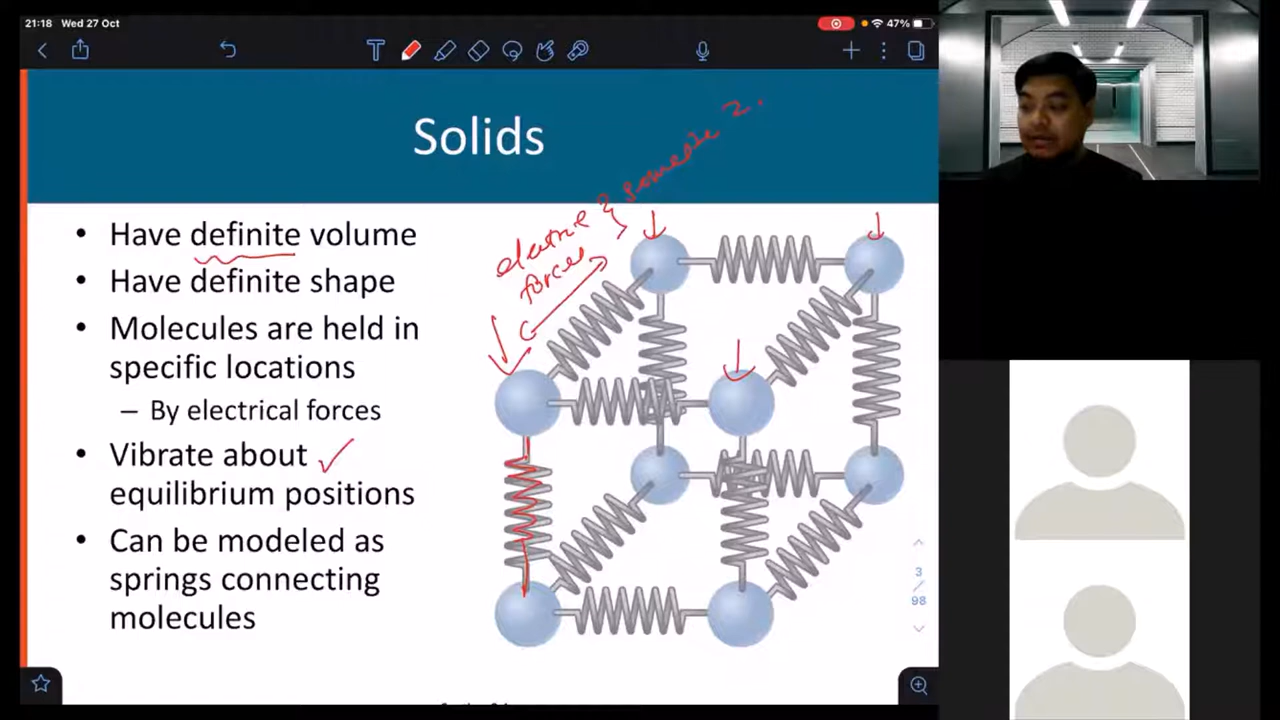 21:18 Wed 27 Oct
47%
T
Solids
• Have definite volume
• Have definite shape
• Molecules are held in
specific locations
– By electrical forces
• Vibrate about
equilibrium positions
• Can be modeled as
springs connecting
molecules
electric
forces
3
/
98